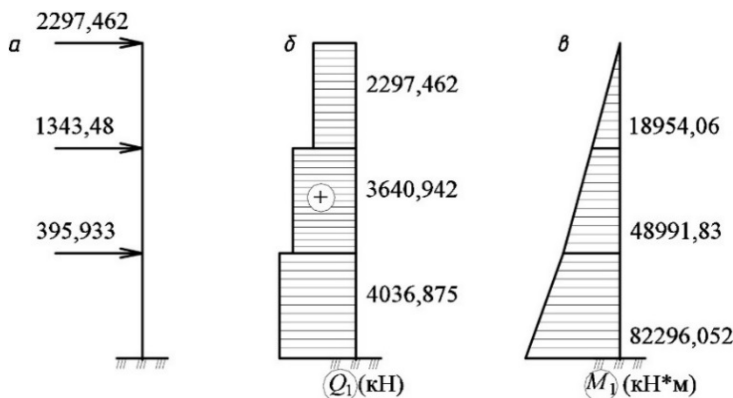 а
2297,462
1343,48
395,933
б
2297,462
3640,942
+
4036,875
Q₁ (кН)
в
18954,06
48991,83
82296,052
M₁ (кН*м)